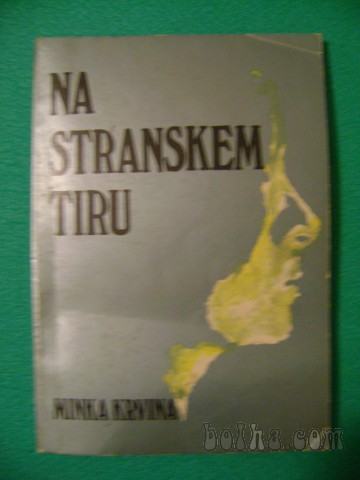 NA
STRANSKEM
TIRU
MINKA KRVINA
bolha.com